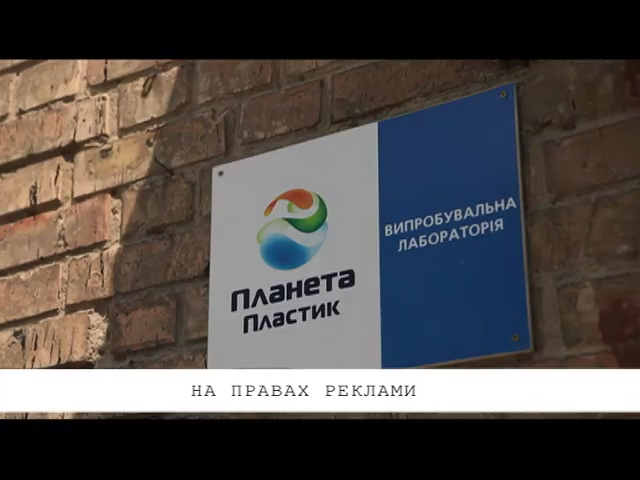 Планета
Пластик
ВИПРОБУВАЛЬНА
ЛАБОРАТОРІЯ
НА ПРАВАХ РЕКЛАМИ